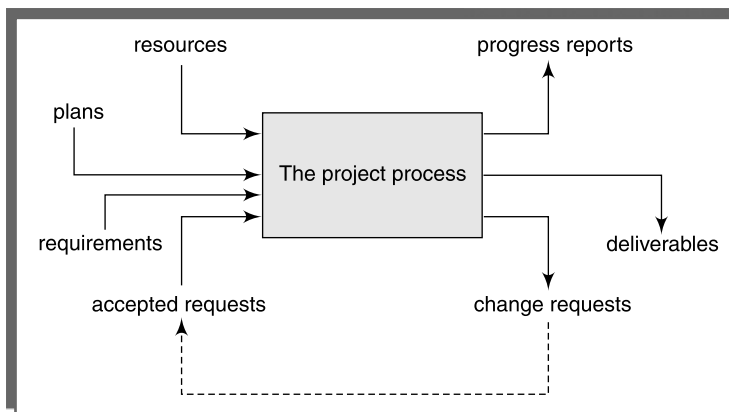 resources
progress reports
plans
The project process
requirements
deliverables
accepted requests
change requests